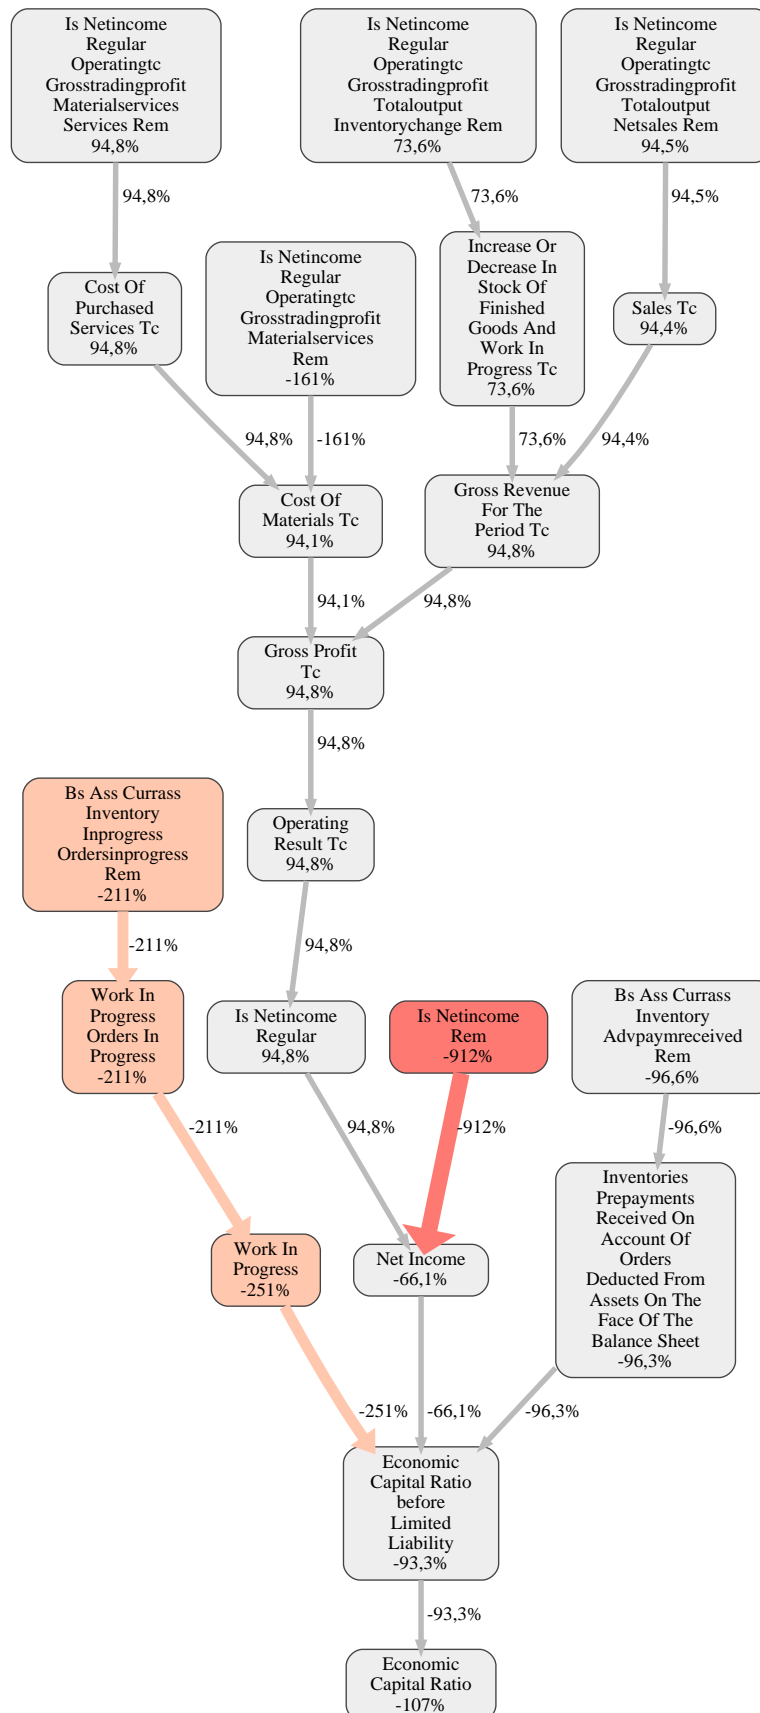 Is Netincome
Regular
Operatingtc
Grosstradingprofit
Materialservices
Services Rem
94,8%
Is Netincome
Regular
Operatingtc
Grosstradingprofit
Totaloutput
Inventorychange Rem
73,6%
Is Netincome
Regular
Operatingtc
Grosstradingprofit
Totaloutput
Netsales Rem
94,5%
94,8%
73,6%
94,5%
Cost Of
Purchased
Services Tc
94,8%
Is Netincome
Regular
Operatingtc
Grosstradingprofit
Materialservices
Rem
-161%
Increase Or
Decrease In
Stock Of
Finished
Goods And
Work In
Progress Tc
73,6%
Sales Tc
94,4%
94,8%
-161%
73,6%
94,4%
Cost Of
Materials Tc
94,1%
Gross Revenue
For The
Period Tc
94,8%
94,1%
94,8%
Gross Profit
Tc
94,8%
94,8%
Bs Ass Currass
Inventory
Inprogress
Ordersinprogress
Rem
-211%
Operating
Result Tc
94,8%
-211%
94,8%
Work In
Progress
Orders In
Progress
-211%
Is Netincome
Regular
94,8%
Is Netincome
Rem
-912%
Bs Ass Currass
Inventory
Advpaymreceived
Rem
-96,6%
-211%
94,8%
-912%
-96,6%
Work In
Progress
-251%
Net Income
-66,1%
Inventories
Prepayments
Received On
Account Of
Orders
Deducted From
Assets On The
Face Of The
Balance Sheet
-96,3%
-251%
-66,1%
-96,3%
Economic
Capital Ratio
before
Limited
Liability
-93,3%
-93,3%
Economic
Capital Ratio
-107%